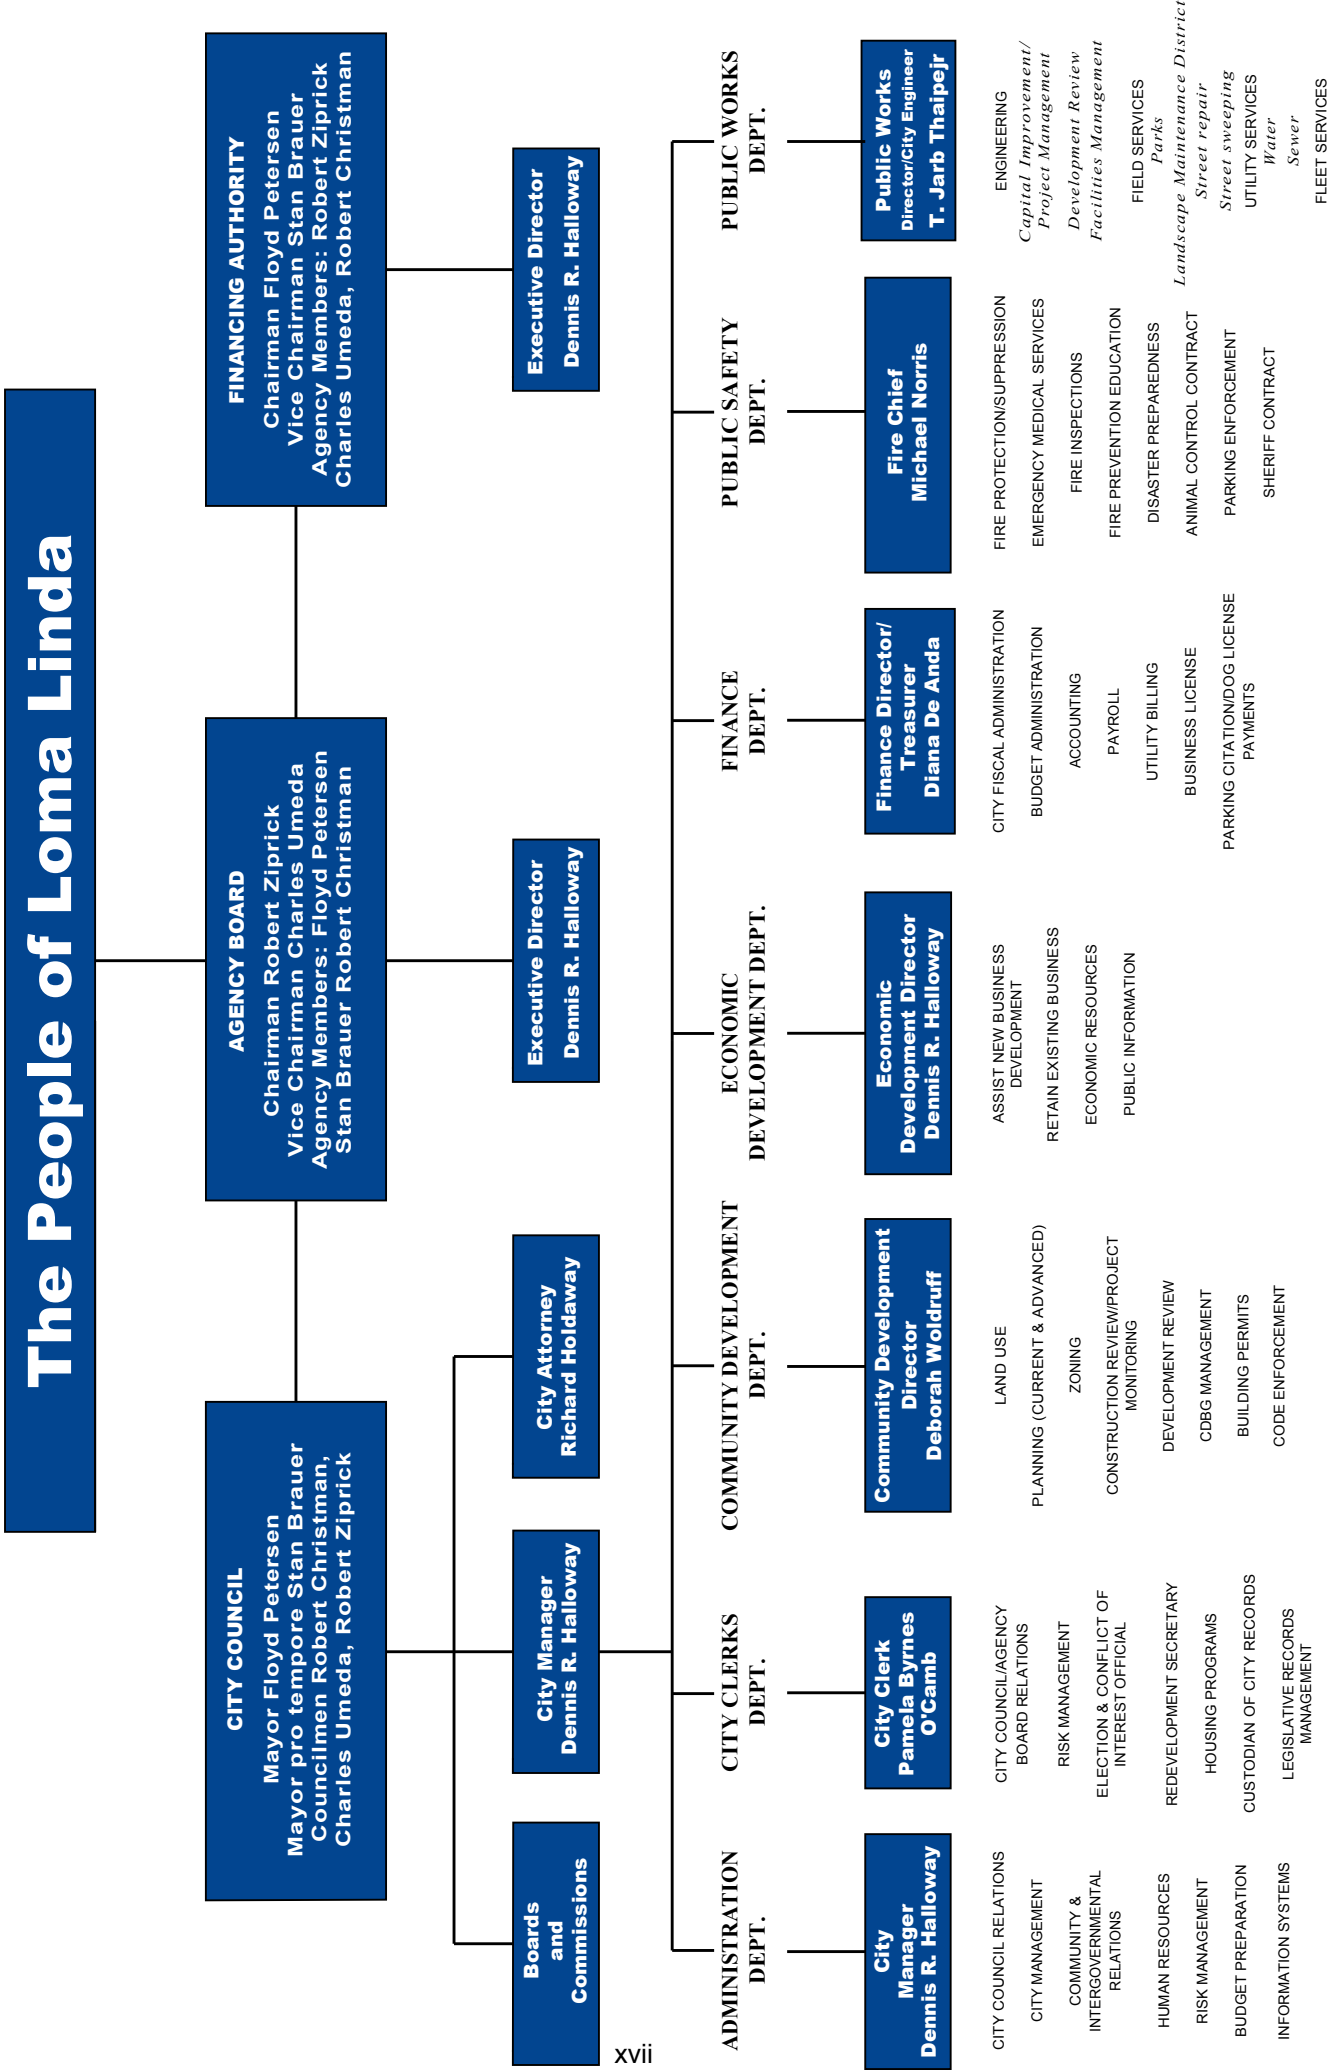 The People of Loma Linda
CITY COUNCIL
Mayor Floyd Petersen
Mayor pro tempore Stan Brauer
Councilmen Robert Christman,
Charles Umeda, Robert Ziprick
AGENCY BOARD
Chairman Robert Ziprick
Vice Chairman Charles Umeda
Agency Members: Floyd Petersen
Stan Brauer Robert Christman
FINANCING AUTHORITY
Chairman Floyd Petersen
Vice Chairman Stan Brauer
Agency Members: Robert Ziprick
Charles Umeda, Robert Christman
Boards
and
Commissions
City Manager
Dennis R. Halloway
City Attorney
Richard Holdaway
Executive Director
Dennis R. Halloway
Executive Director
Dennis R. Halloway
ADMINISTRATION
DEPT.
City
Manager
Dennis R. Halloway
CITY COUNCIL RELATIONS
CITY MANAGEMENT
COMMUNITY &
INTERGOVERNMENTAL
RELATIONS
HUMAN RESOURCES
RISK MANAGEMENT
BUDGET PREPARATION
INFORMATION SYSTEMS
CITY CLERKS
DEPT.
City Clerk
Pamela Byrnes
O'Camb
CITY COUNCIL/AGENCY
BOARD RELATIONS
RISK MANAGEMENT
ELECTION & CONFLICT OF
INTEREST OFFICIAL
REDEVELOPMENT SECRETARY
HOUSING PROGRAMS
CUSTODIAN OF CITY RECORDS
LEGISLATIVE RECORDS
MANAGEMENT
COMMUNITY DEVELOPMENT
DEPT.
Community Development
Director
Deborah Woldruff
LAND USE
PLANNING (CURRENT & ADVANCED)
ZONING
CONSTRUCTION REVIEW/PROJECT
MONITORING
DEVELOPMENT REVIEW
CDBG MANAGEMENT
BUILDING PERMITS
CODE ENFORCEMENT
ECONOMIC
DEVELOPMENT DEPT.
Economic
Development Director
Dennis R. Halloway
ASSIST NEW BUSINESS
DEVELOPMENT
RETAIN EXISTING BUSINESS
ECONOMIC RESOURCES
PUBLIC INFORMATION
FINANCE
DEPT.
Finance Director/
Treasurer
Diana De Anda
CITY FISCAL ADMINISTRATION
BUDGET ADMINISTRATION
ACCOUNTING
PAYROLL
UTILITY BILLING
BUSINESS LICENSE
PARKING CITATION/DOG LICENSE
PAYMENTS
PUBLIC SAFETY
DEPT.
Fire Chief
Michael Norris
FIRE PROTECTION/SUPPRESSION
EMERGENCY MEDICAL SERVICES
FIRE INSPECTIONS
FIRE PREVENTION EDUCATION
DISASTER PREPAREDNESS
ANIMAL CONTROL CONTRACT
PARKING ENFORCEMENT
SHERIFF CONTRACT
PUBLIC WORKS
DEPT.
Public Works
Director/City Engineer
T. Jarb Thaipejr
ENGINEERING
Capital Improvement/
Project Management
Development Review
Facilities Management
FIELD SERVICES
Parks
Landscape Maintenance District
Street repair
Street sweeping
UTILITY SERVICES
Water
Sewer
FLEET SERVICES
xvii